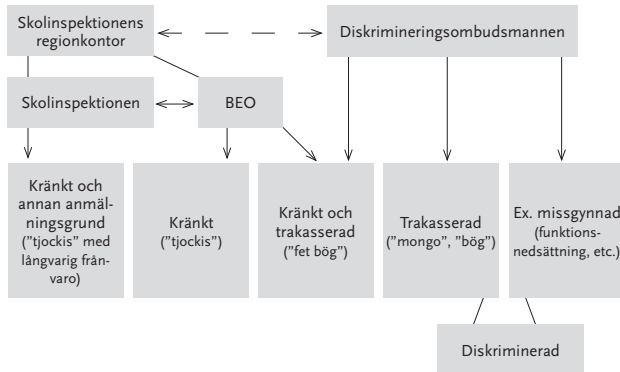 Skolinspektionens
regionkontor
Diskrimineringsombudsmannen
Skolinspektionen
BEO
Kränkt och
annan anmäl-
ningsgrund
(”tjockis” med
långvarig från-
varo)
Kränkt
(”tjockis”)
Kränkt och
trakasserad
(”fet bög”)
Trakasserad
(”mongo”, ”bög”)
Ex. missgynnad
(funktions-
nedsättning, etc.)
Diskriminerad